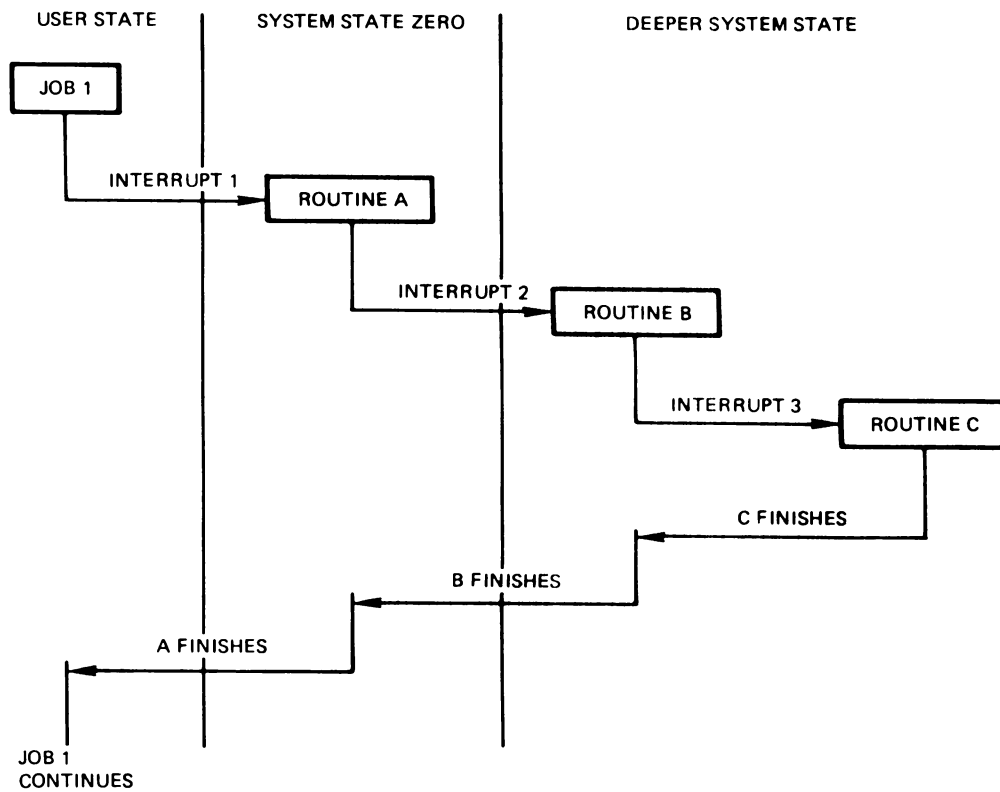 USER STATE
SYSTEM STATE ZERO
DEEPER SYSTEM STATE
JOB 1
INTERRUPT 1
ROUTINE A
INTERRUPT 2
ROUTINE B
INTERRUPT 3
ROUTINE C
C FINISHES
B FINISHES
A FINISHES
JOB 1
CONTINUES